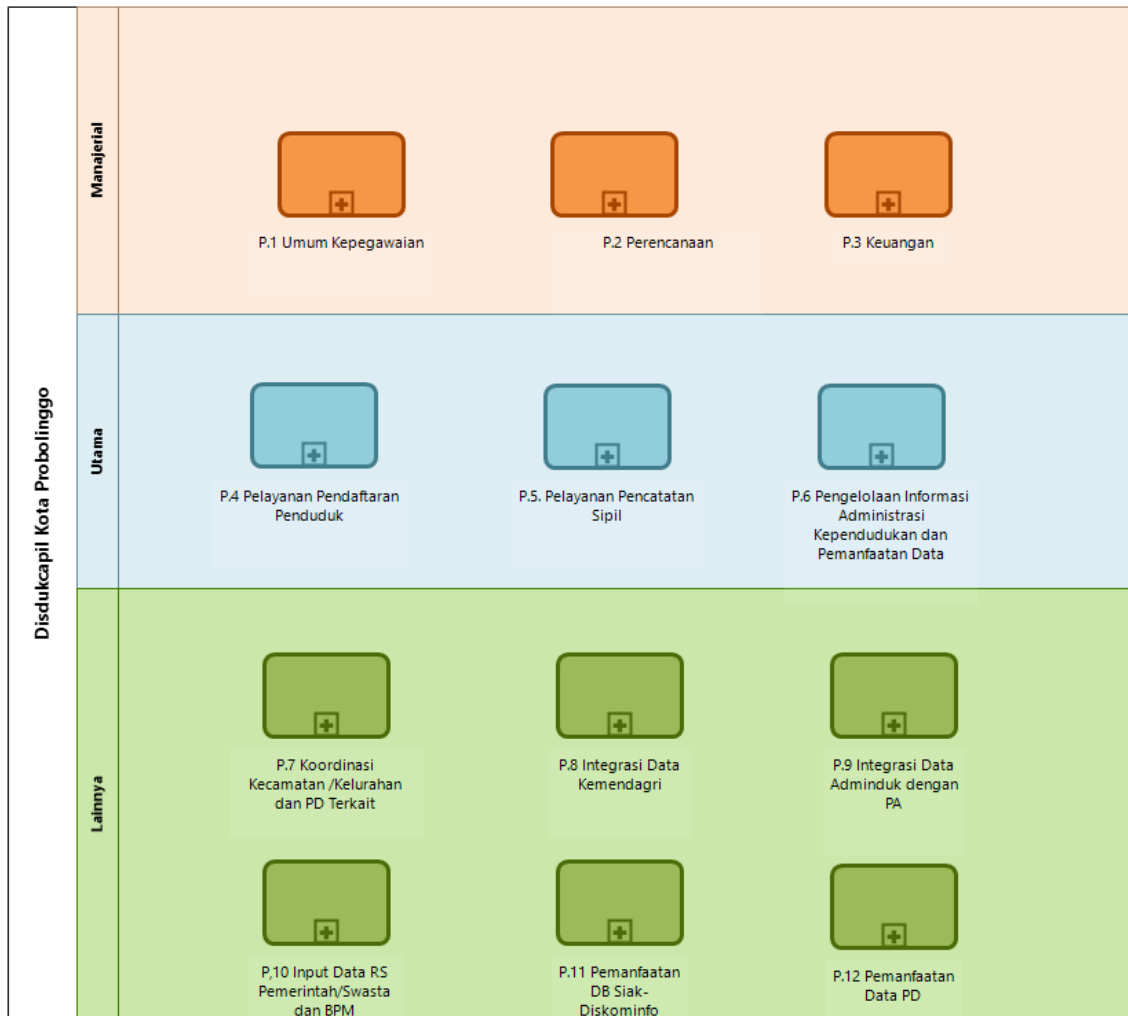 Disdukcapil Kota Probolinggo
Manajerial
P.1 Umum Kepegawaian
P.2 Perencanaan
P.3 Keuangan
Utama
P.4 Pelayanan Pendaftaran
Penduduk
P.5. Pelayanan Pencatatan
Sipil
P.6 Pengelolaan Informasi
Administrasi
Kependudukan dan
Pemanfaatan Data
Lainnya
P.7 Koordinasi
Kecamatan /Kelurahan
dan PD Terkait
P.8 Integrasi Data
Kemendagri
P.9 Integrasi Data
Adminduk dengan
PA
P,10 Input Data RS
Pemerintah/Swasta
dan BPM
P.11 Pemanfaatan
DB Siak-
Diskominfo
P.12 Pemanfaatan
Data PD